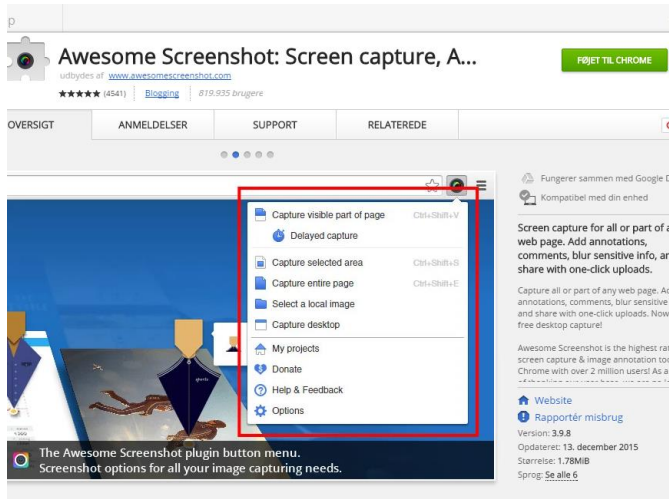 p
Awesome Screenshot: Screen capture, A...
udbydes af www.awesomescreenshot.com
★★★★★ (4541) Blogging 819.935 brugere
FØJET TIL CHROME
OVERSIGT ANMELDELSER SUPPORT RELATEREDE
Capture visible part of page Ctrl+Shift+V
Delayed capture
Capture selected area Ctrl+Shift+S
Capture entire page Ctrl+Shift+E
Select a local image
Capture desktop
My projects
Donate
Help & Feedback
Options
The Awesome Screenshot plugin button menu.
Screenshot options for all your image capturing needs.
Fungerer sammen med Google D
Kompatibel med din enhed
Screen capture for all or part of a
web page. Add annotations,
comments, blur sensitive info, an
share with one-click uploads.
Capture all or part of any web page. Ad
annotations, comments, blur sensitive
and share with one-click uploads. Now
free desktop capture!
Awesome Screenshot is the highest rat
screen capture & image annotation too
Chrome with over 2 million users! As a
Website
Rapportér misbrug
Version: 3.9.8
Opdateret: 13. december 2015
Størrelse: 1.78MiB
Sprog: Se alle 6